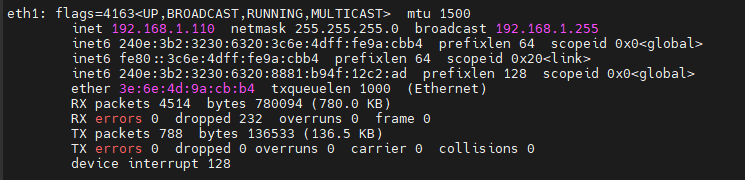 eth1: flags=4163<UP,BROADCAST,RUNNING,MULTICAST>  mtu 1500
        inet 192.168.1.110  netmask 255.255.255.0  broadcast 192.168.1.255
        inet6 240e:3b2:3230:6320:3c6e:4dff:fe9a:cbb4  prefixlen 64  scopeid 0x0<global>
        inet6 fe80::3c6e:4dff:fe9a:cbb4  prefixlen 64  scopeid 0x20<link>
        inet6 240e:3b2:3230:6320:8881:b94f:12c2:ad  prefixlen 128  scopeid 0x0<global>
        ether 3e:6e:4d:9a:cb:b4  txqueuelen 1000  (Ethernet)
        RX packets 4514  bytes 780094 (780.0 KB)
        RX errors 0  dropped 232  overruns 0  frame 0
        TX packets 788  bytes 136533 (136.5 KB)
        TX errors 0  dropped 0 overruns 0  carrier 0  collisions 0
        device interrupt 128